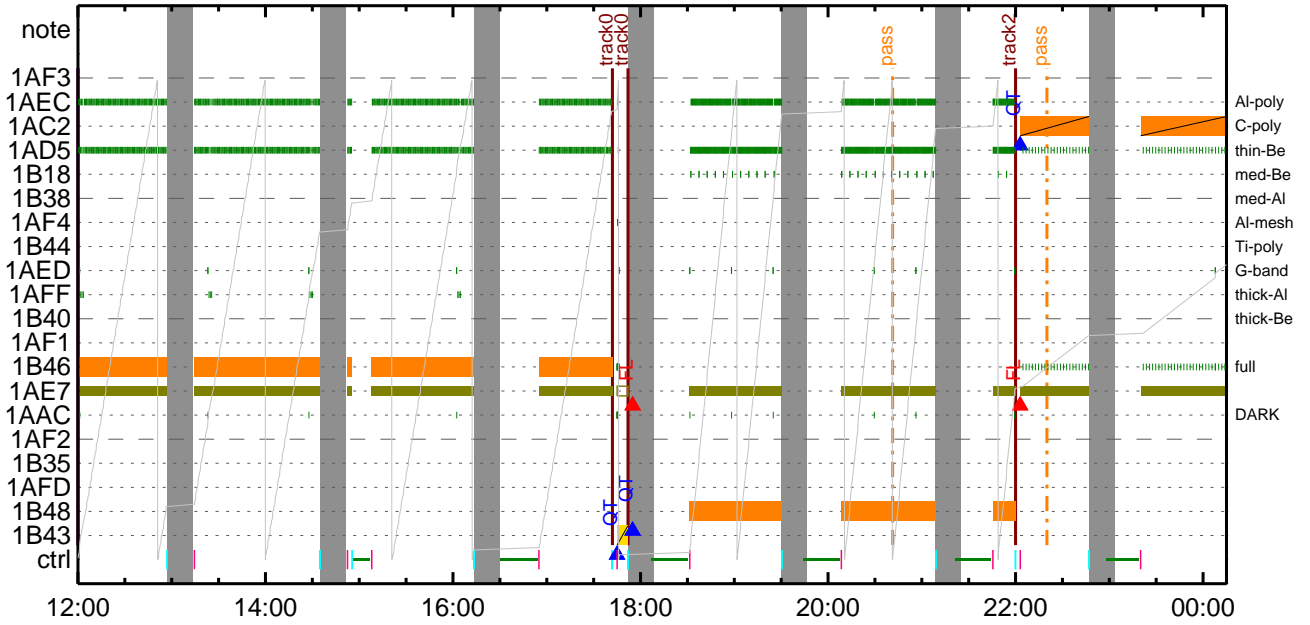 note
track0
track0
pass
track2
pass
1AF3
1AEC
QT
Al-poly
1AC2
C-poly
1AD5
thin-Be
1B18
med-Be
1B38
med-Al
1AF4
Al-mesh
1B44
Ti-poly
1AED
G-band
1AFF
thick-Al
1B40
thick-Be
1AF1
1B46
FL
FL
full
1AE7
1AAC
DARK
1AF2
1B35
1AFD
QT
1B48
QT
1B43
ctrl
12:00
14:00
16:00
18:00
20:00
22:00
00:00